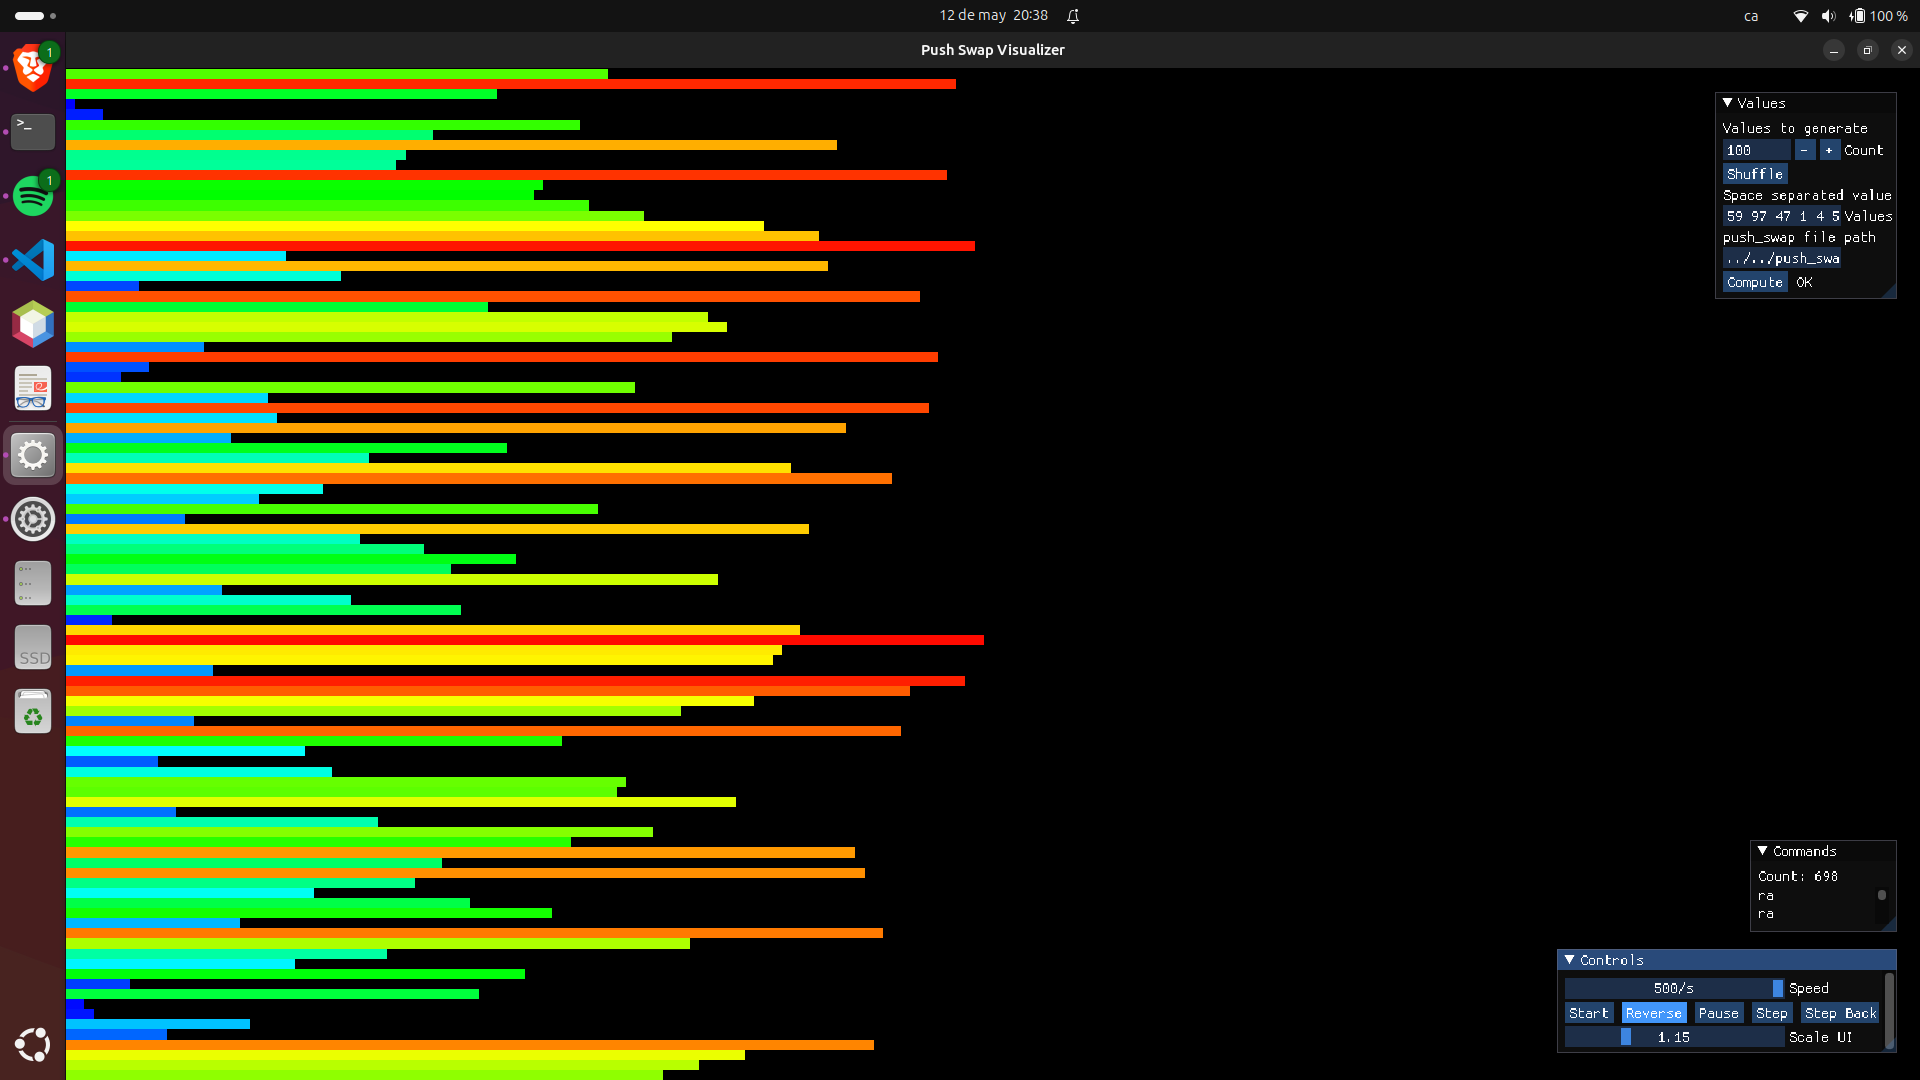 12 de may 20:38
ca
100 %
Push Swap Visualizer
1
>_
1
SSD
Values
Values to generate
100 - + Count
Shuffle
Space separated value
59 97 47 1 4 5 Values
push_swap file path
../../push_swa
Compute OK
Commands
Count: 698
ra
ra
Controls
500/s Speed
Start Reverse Pause Step Step Back
1.15 Scale UI